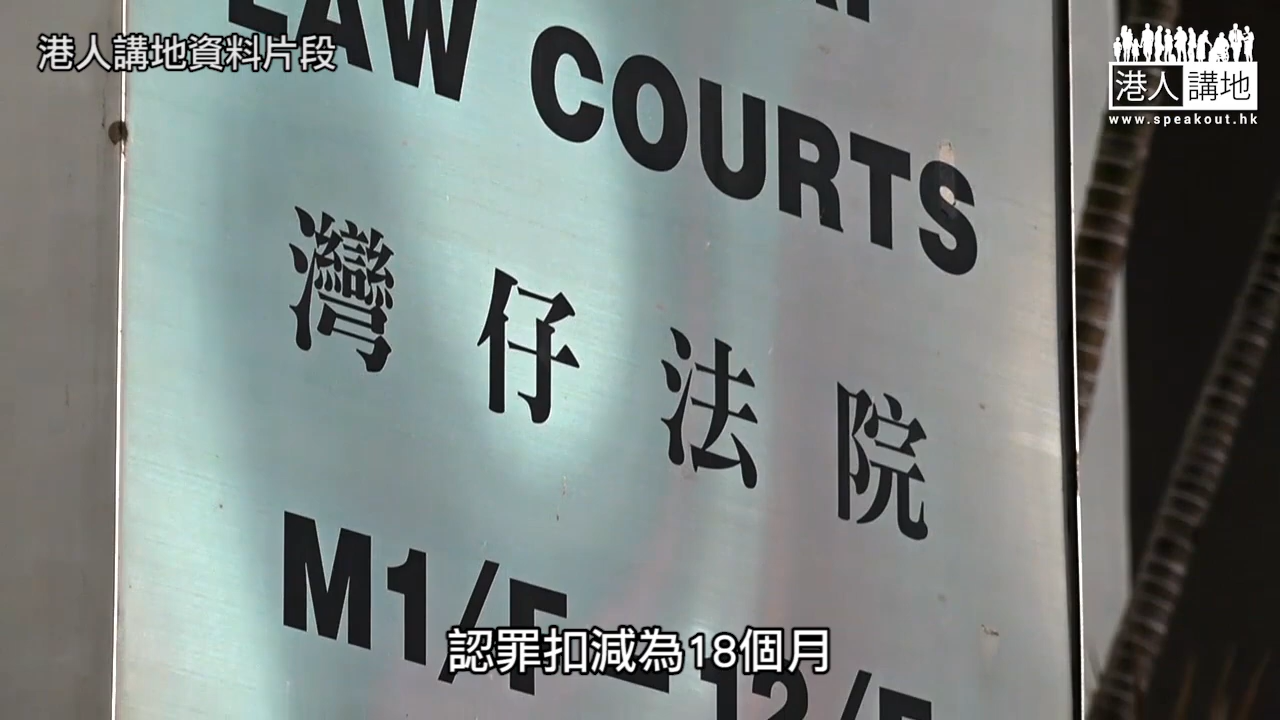 港人講地資料片段
港人講地
www.speakout.hk
LAW COURTS
灣仔法院
M1/F – 12/F
認罪扣減為18個月